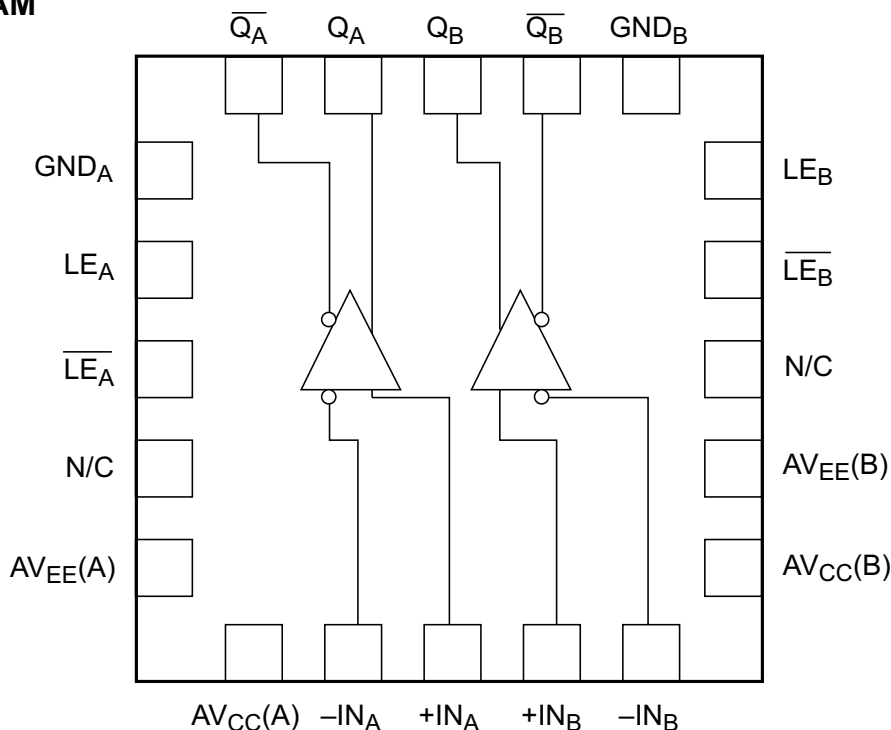 AM
Q̅A̅ QA QB Q̅B̅ GNDB
GNDA
LEB
LEA
L̅E̅B̅
L̅E̅A̅
N/C
N/C
AVEE(B)
AVEE(A)
AVCC(B)
AVCC(A) –INA +INA +INB –INB